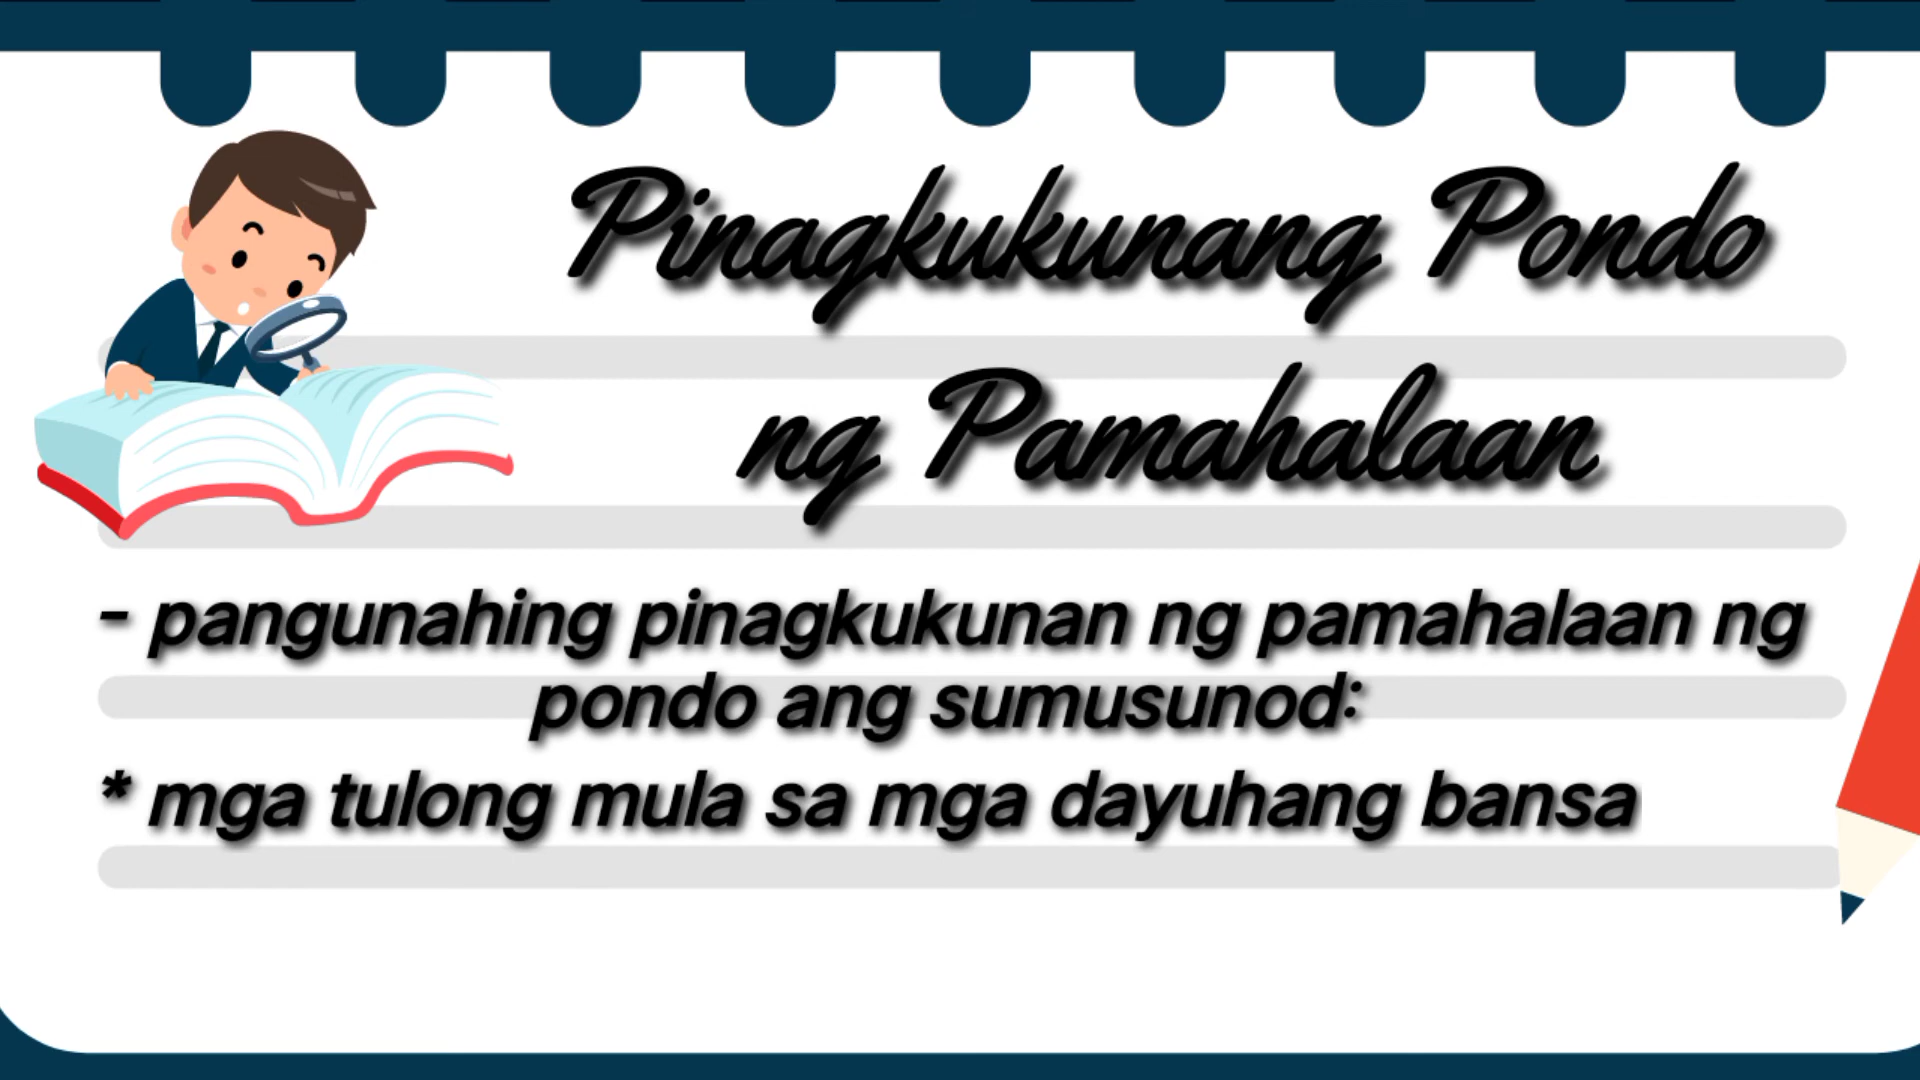 Pinagkukunang Pondo
ng Pamahalaan
- pangunahing pinagkukunan ng pamahalaan ng
pondo ang sumusunod:
* mga tulong mula sa mga dayuhang bansa